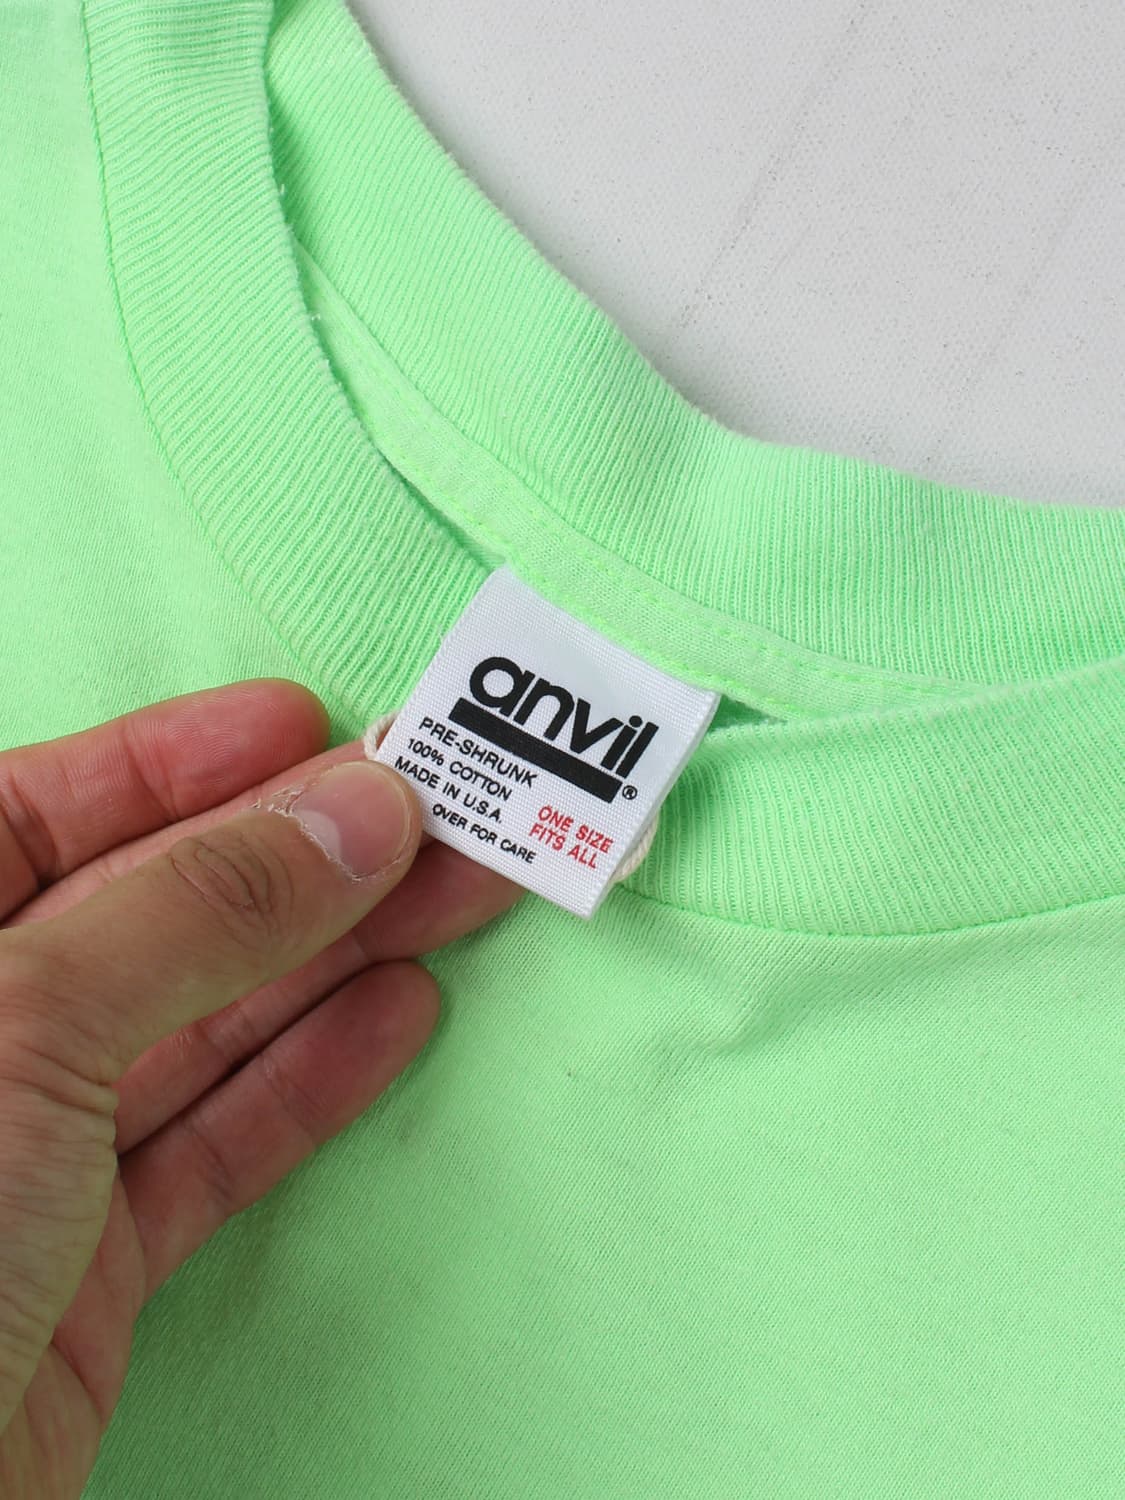 anvil®
PRE-SHRUNK
100% COTTON
MADE IN U.S.A.
ONE SIZE
FITS ALL
OVER FOR CARE